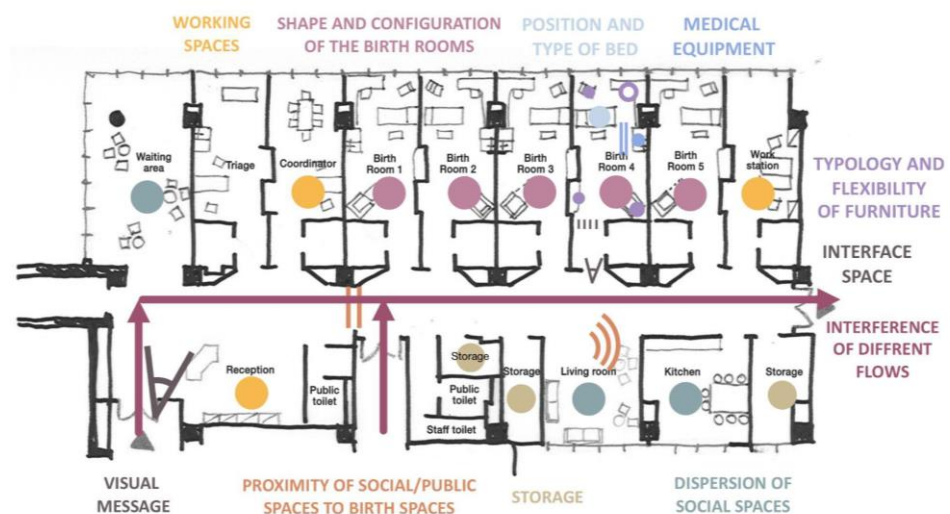 WORKING
SPACES
SHAPE AND CONFIGURATION
OF THE BIRTH ROOMS
POSITION AND
TYPE OF BED
MEDICAL
EQUIPMENT
Waiting
area
Triage
Coordinator
Birth
Room 1
Birth
Room 2
Birth
Room 3
Birth
Room 4
Birth
Room 5
Work
station
TYPOLOGY AND
FLEXIBILITY
OF FURNITURE
INTERFACE
SPACE
INTERFERENCE
OF DIFFRENT
FLOWS
Reception
Public
toilet
Storage
Public
toilet
Staff toilet
Storage
Living room
Kitchen
Storage
VISUAL
MESSAGE
PROXIMITY OF SOCIAL/PUBLIC
SPACES TO BIRTH SPACES
STORAGE
DISPERSION OF
SOCIAL SPACES